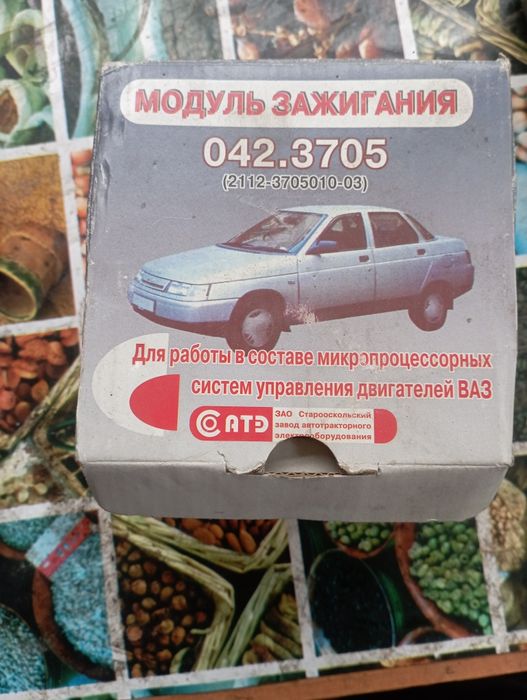 МОДУЛЬ ЗАЖИГАНИЯ
042.3705
(2112-3705010-03)
Для работы в составе микропроцессорных
систем управления двигателей ВАЗ
СОАТЭ
ЗАО Старооскольский
завод автотракторного
электрооборудования